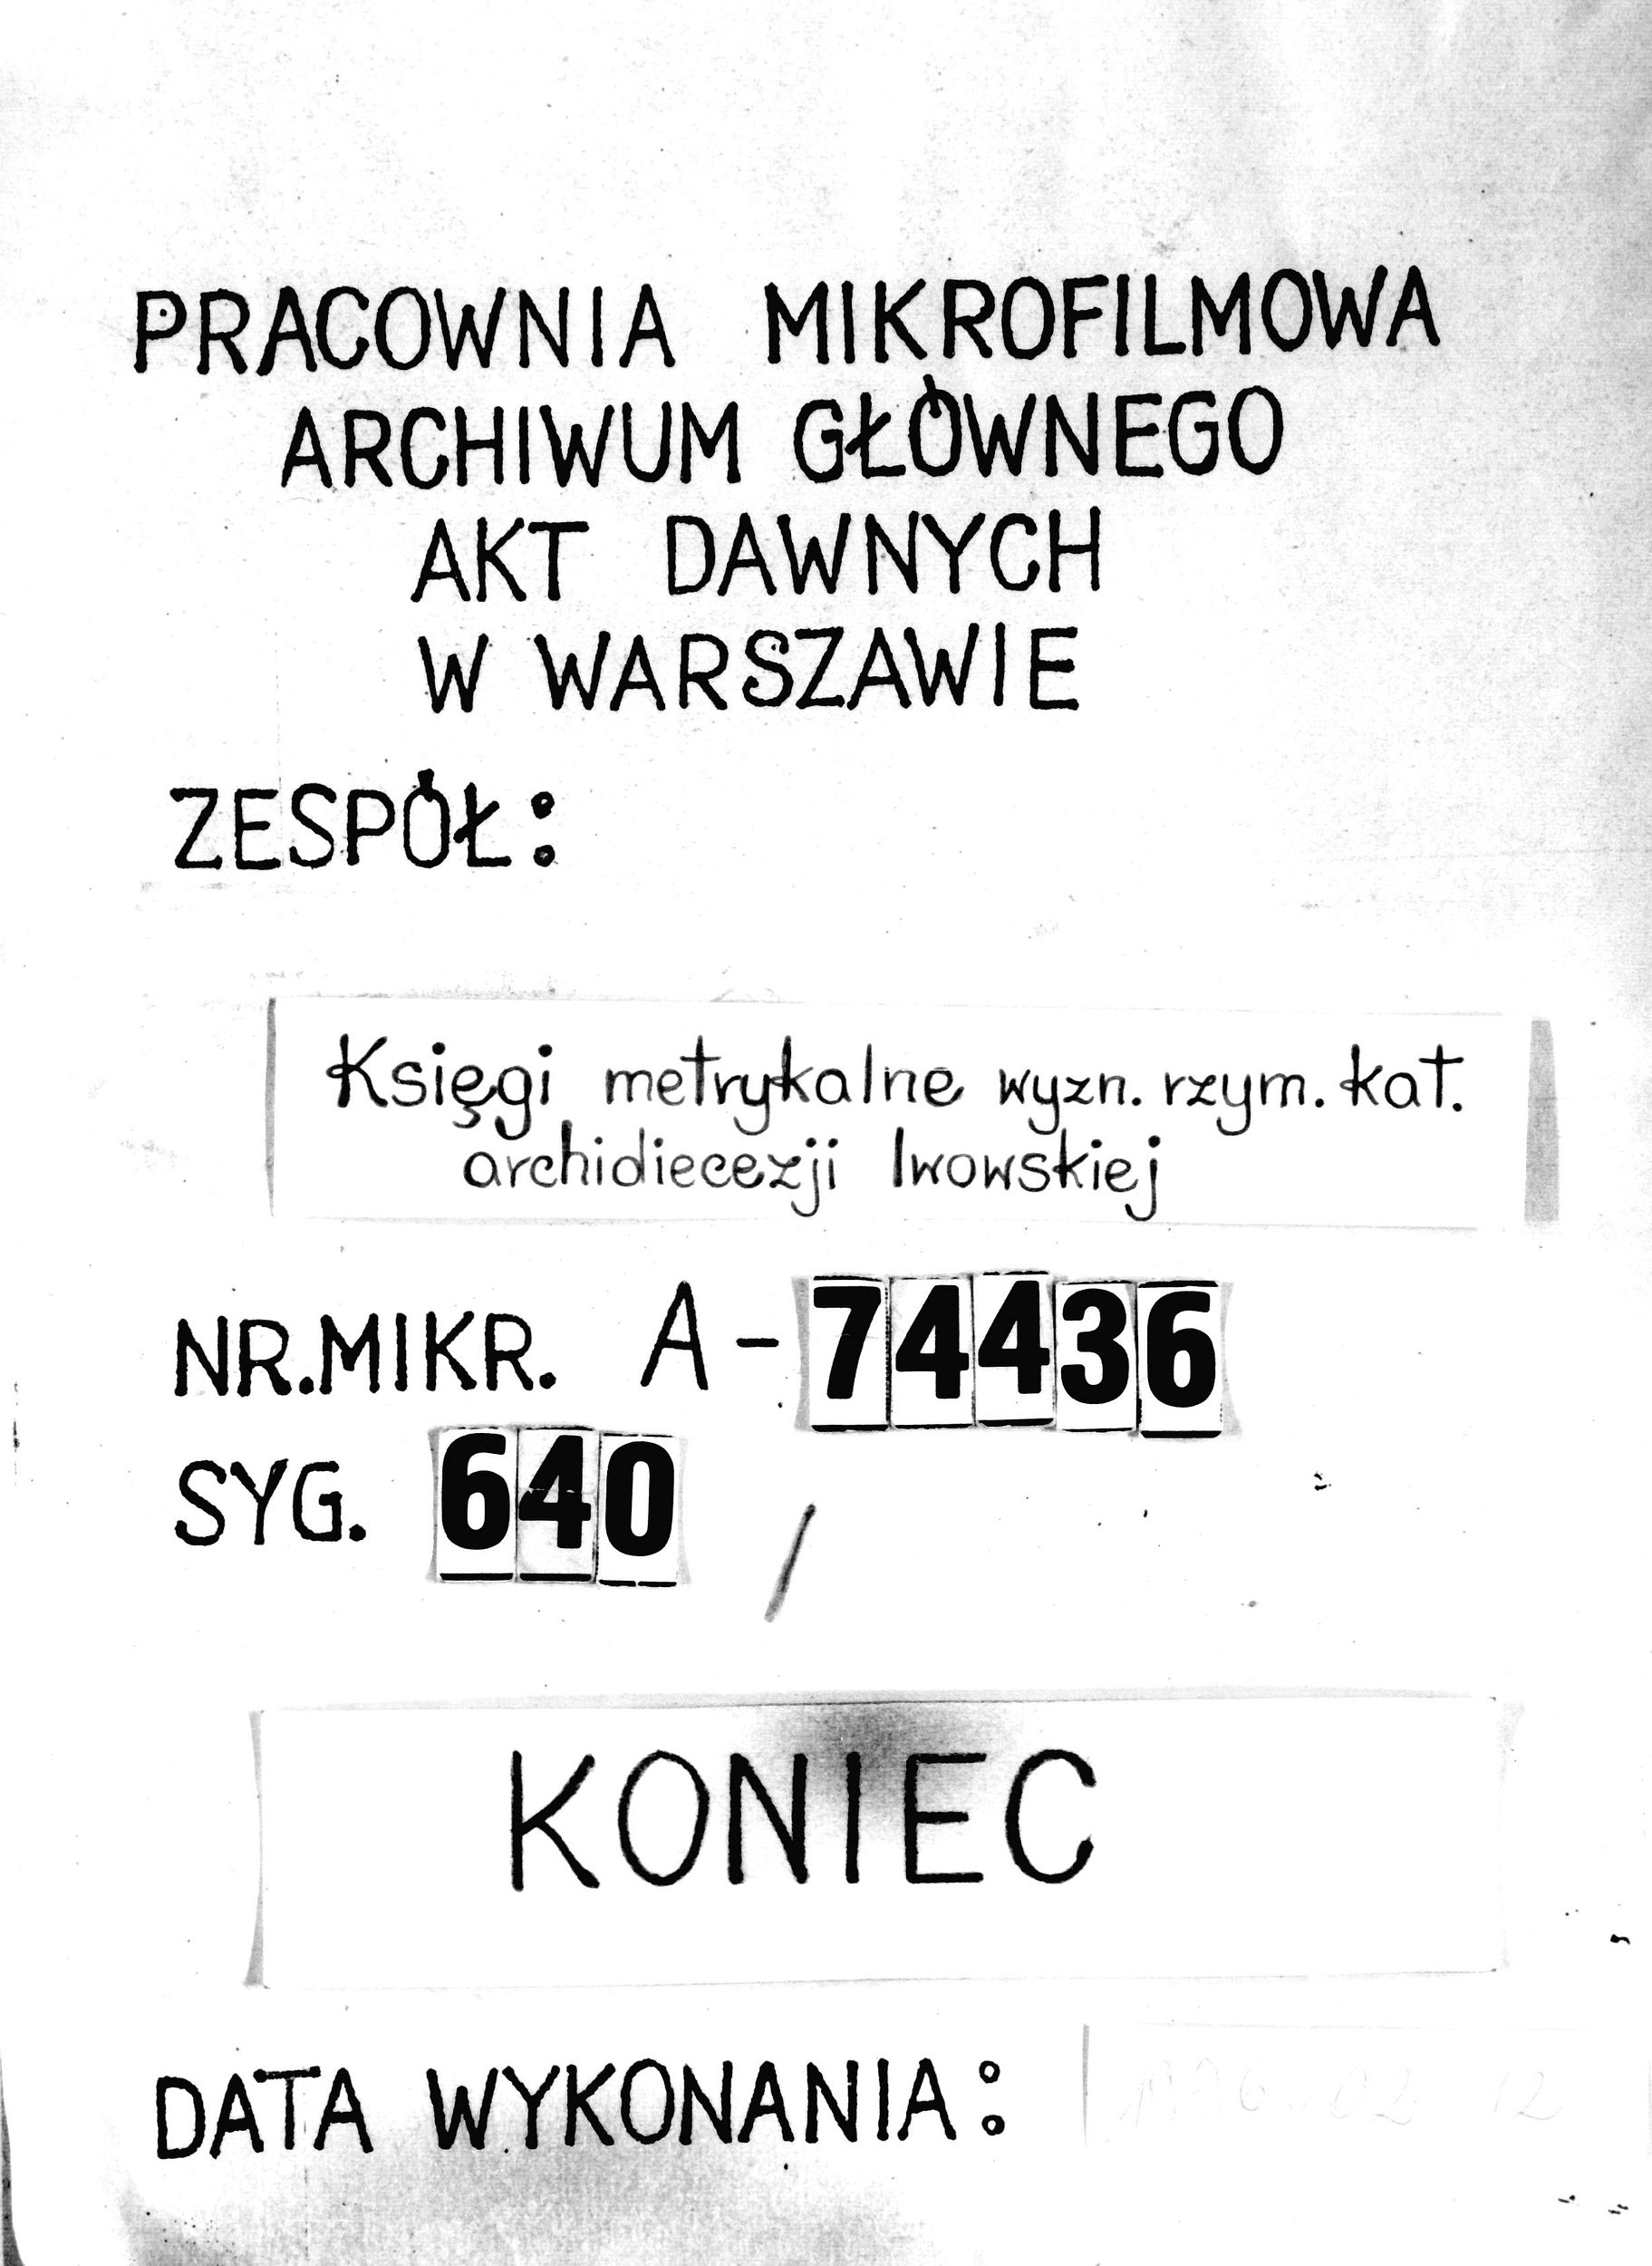 PRACOWNIA MIKROFILMOWA
ARCHIWUM GŁÓWNEGO
AKT DAWNYCH
W WARSZAWIE
ZESPÓŁ:
Księgi metrykalne wyzn. rzym. kat.
archidiecezji lwowskiej
NR.MIKR. A-74436
SYG. 640 /
KONIEC
DATA WYKONANIA: